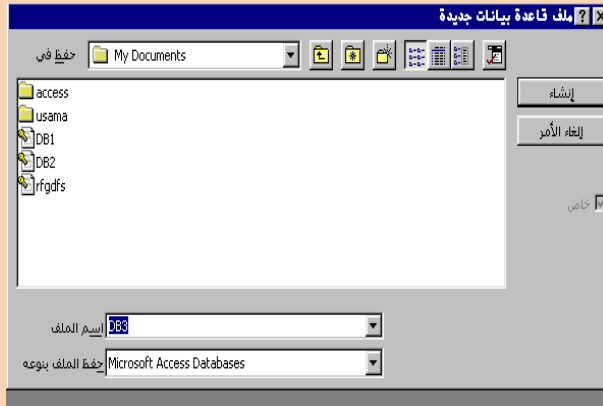 ملف قاعدة بيانات جديدة
حفظ في My Documents
access
usama
DB1
DB2
rfgdfs
إنشاء
إلغاء الأمر
خاص
اسم الملف DB3
حفظ الملف بنوعه Microsoft Access Databases